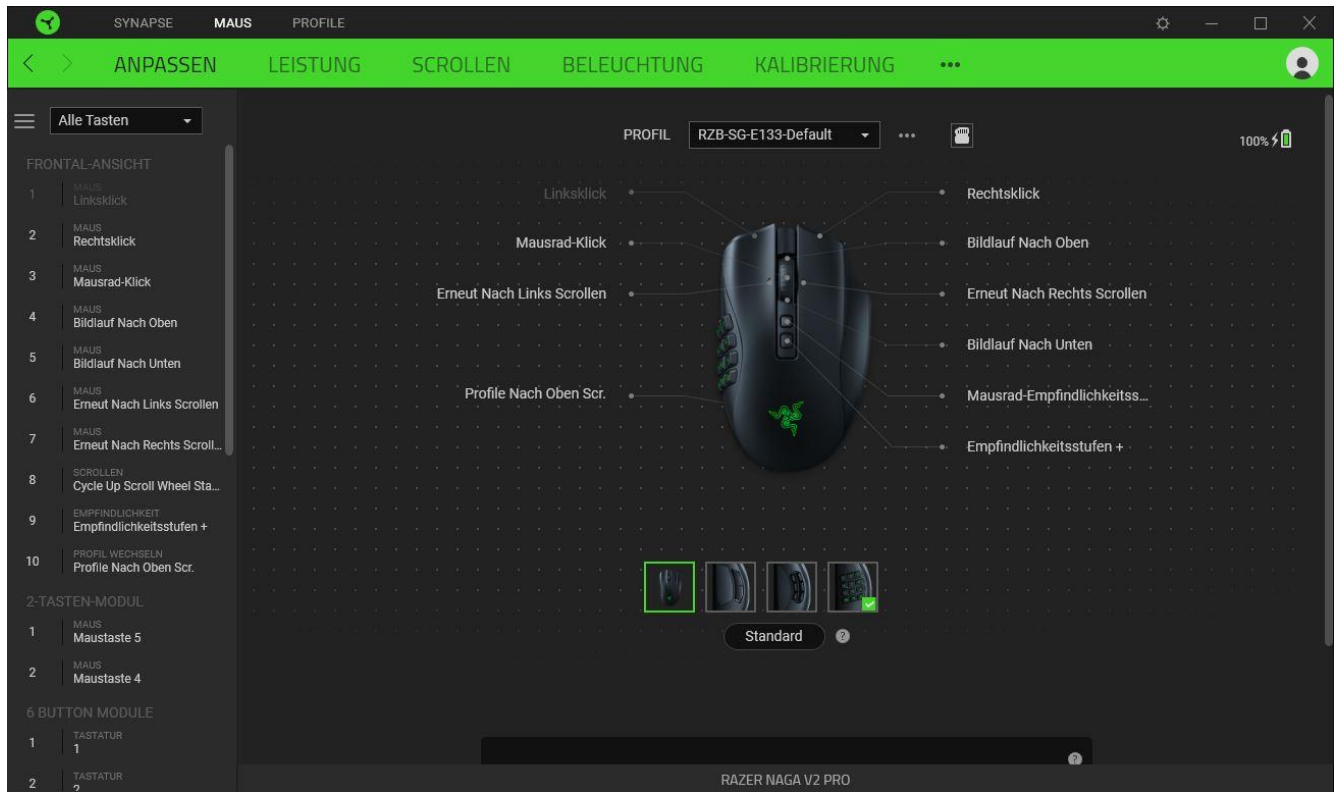 SYNAPSE MAUS PROFILE
ANPASSEN LEISTUNG SCROLLEN BELEUCHTUNG KALIBRIERUNG •••
Alle Tasten
PROFIL RZB-SG-E133-Default •••
100%
FRONTAL-ANSICHT
1 MAUS
Linksklick
2 MAUS
Rechtsklick
3 MAUS
Mausrad-Klick
4 MAUS
Bildlauf Nach Oben
5 MAUS
Bildlauf Nach Unten
6 MAUS
Erneut Nach Links Scrollen
7 MAUS
Erneut Nach Rechts Scroll...
8 SCROLLEN
Cycle Up Scroll Wheel Sta...
9 EMPFINDLICHKEIT
Empfindlichkeitsstufen +
10 PROFIL WECHSELN
Profile Nach Oben Scr.
2-TASTEN-MODUL
1 MAUS
Maustaste 5
2 MAUS
Maustaste 4
6 BUTTON MODULE
1 TASTATUR
1
2 TASTATUR
2
Linksklick
Mausrad-Klick
Erneut Nach Links Scrollen
Profile Nach Oben Scr.
Rechtsklick
Bildlauf Nach Oben
Erneut Nach Rechts Scrollen
Bildlauf Nach Unten
Mausrad-Empfindlichkeitss...
Empfindlichkeitsstufen +
Standard ?
?
RAZER NAGA V2 PRO